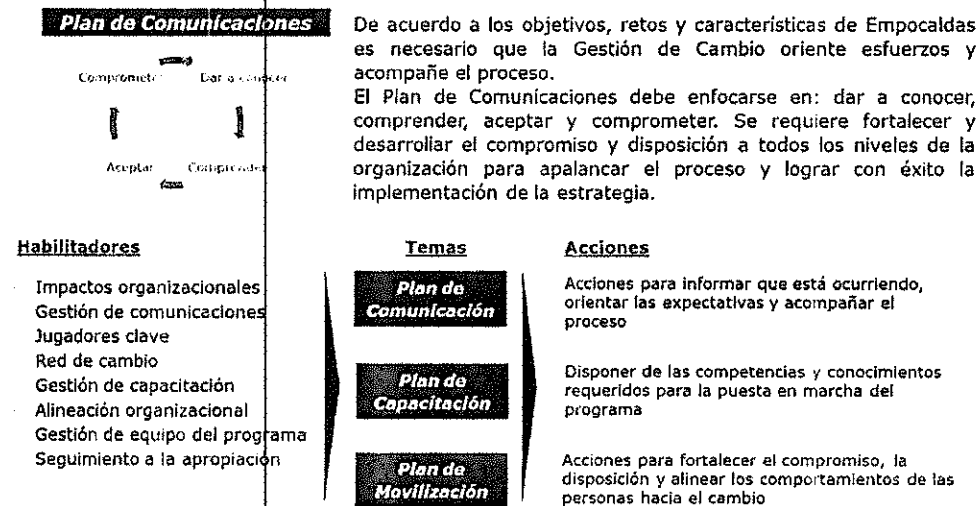 Plan de Comunicaciones
De acuerdo a los objetivos, retos y características de Empocaldas
es necesario que la Gestión de Cambio oriente esfuerzos y
acompañe el proceso.
El Plan de Comunicaciones debe enfocarse en: dar a conocer,
comprender, aceptar y comprometer. Se requiere fortalecer y
desarrollar el compromiso y disposición a todos los niveles de la
organización para apalancar el proceso y lograr con éxito la
implementación de la estrategia.
Comprometer
Dar a conocer
Aceptar
Comprender
Habilitadores
Impactos organizacionales
Gestión de comunicaciones
Jugadores clave
Red de cambio
Gestión de capacitación
Alineación organizacional
Gestión de equipo del programa
Seguimiento a la apropiación
Temas
Plan de
Comunicación
Plan de
Capacitación
Plan de
Movilización
Acciones
Acciones para informar que está ocurriendo,
orientar las expectativas y acompañar el
proceso
Disponer de las competencias y conocimientos
requeridos para la puesta en marcha del
programa
Acciones para fortalecer el compromiso, la
disposición y alinear los comportamientos de las
personas hacia el cambio